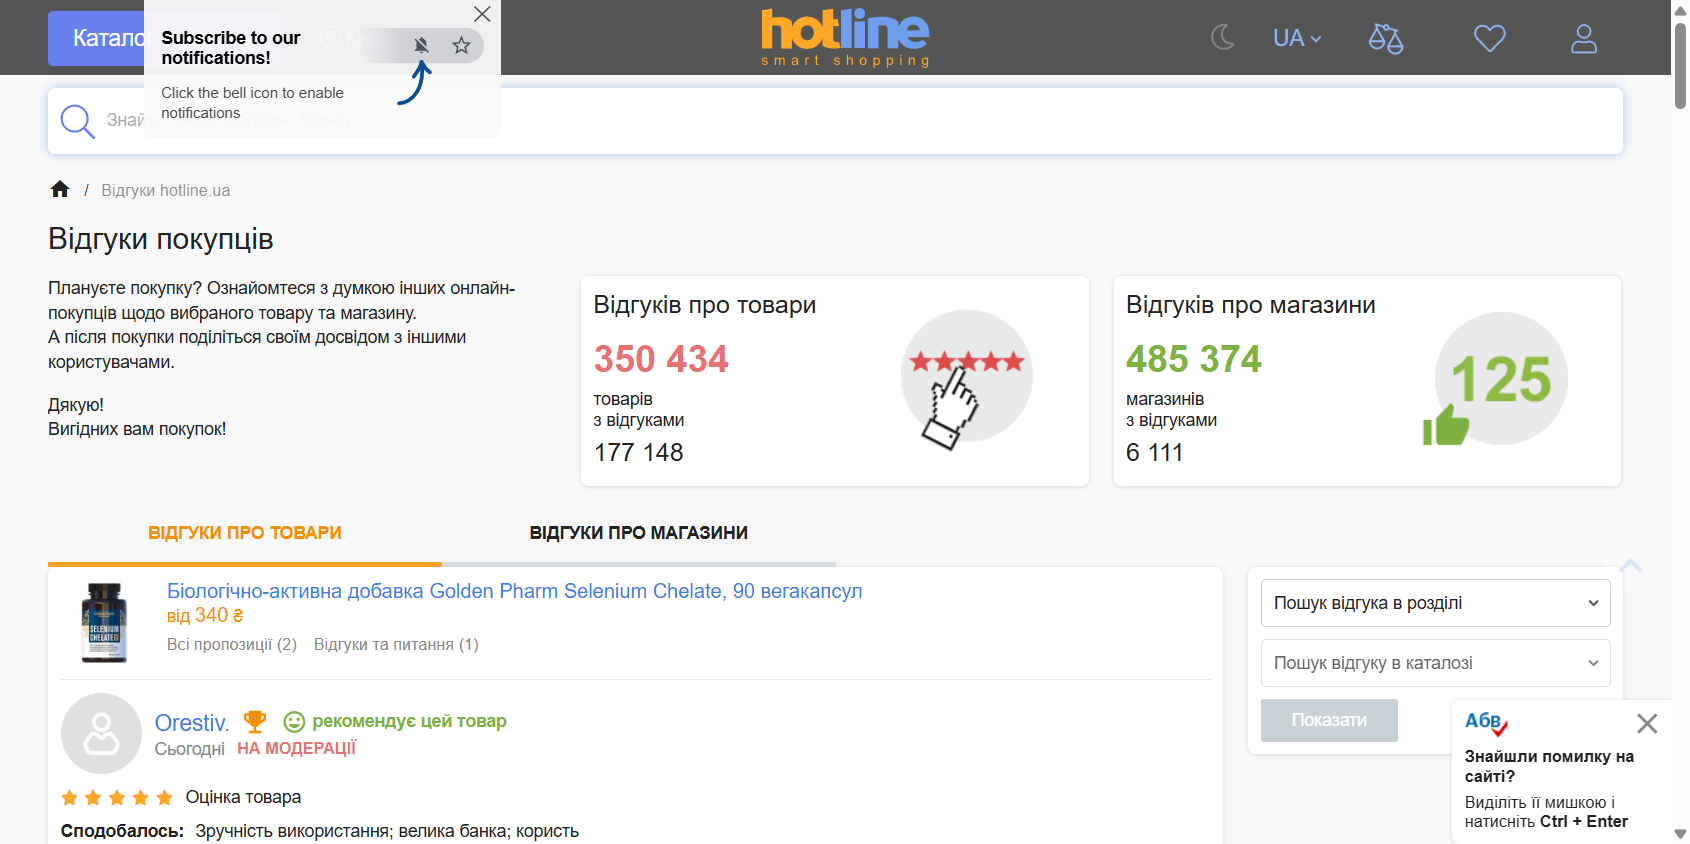 Каталог
Subscribe to our
notifications!
Click the bell icon to enable
notifications
hotline
smart shopping
UA
/ Відгуки hotline.ua
Відгуки покупців
Плануєте покупку? Ознайомтеся з думкою інших онлайн-
покупців щодо вибраного товару та магазину.
А після покупки поділіться своїм досвідом з іншими
користувачами.
Дякую!
Вигідних вам покупок!
Відгуків про товари
350 434
товарів
з відгуками
177 148
Відгуків про магазини
485 374
магазинів
з відгуками
6 111
125
ВІДГУКИ ПРО ТОВАРИ
ВІДГУКИ ПРО МАГАЗИНИ
SELENIUM
CHELATE
Біологічно-активна добавка Golden Pharm Selenium Chelate, 90 вегакапсул
від 340 ₴
Всі пропозиції (2) Відгуки та питання (1)
Orestiv. рекомендує цей товар
Сьогодні НА МОДЕРАЦІЇ
Оцінка товара
Сподобалось: Зручність використання; велика банка; користь
Пошук відгука в розділі
Пошук відгуку в каталозі
Показати
Абв
Знайшли помилку на
сайті?
Виділіть її мишкою і
натисніть Ctrl + Enter